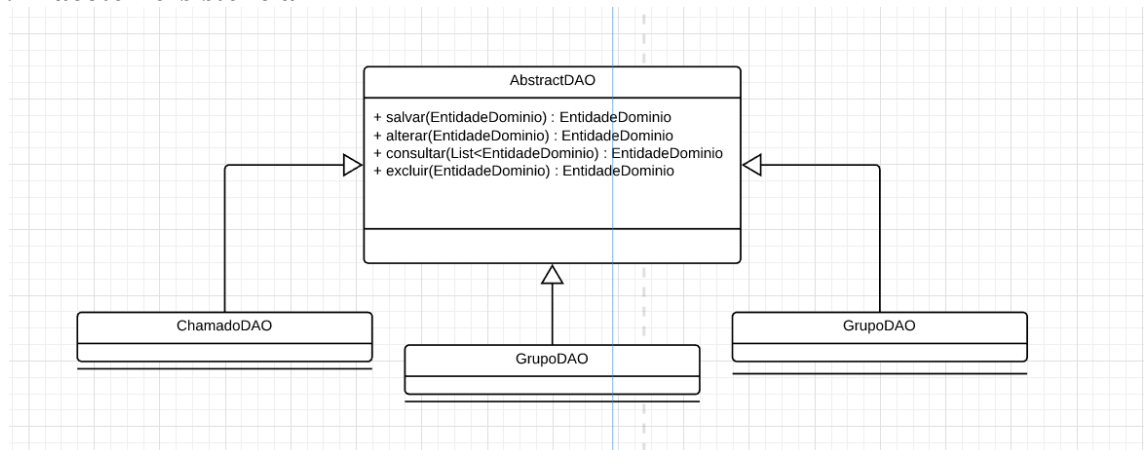 AbstractDAO
+ salvar(EntidadeDominio) : EntidadeDominio
+ alterar(EntidadeDominio) : EntidadeDominio
+ consultar(List<EntidadeDominio) : EntidadeDominio
+ excluir(EntidadeDominio) : EntidadeDominio
ChamadoDAO
GrupoDAO
GrupoDAO